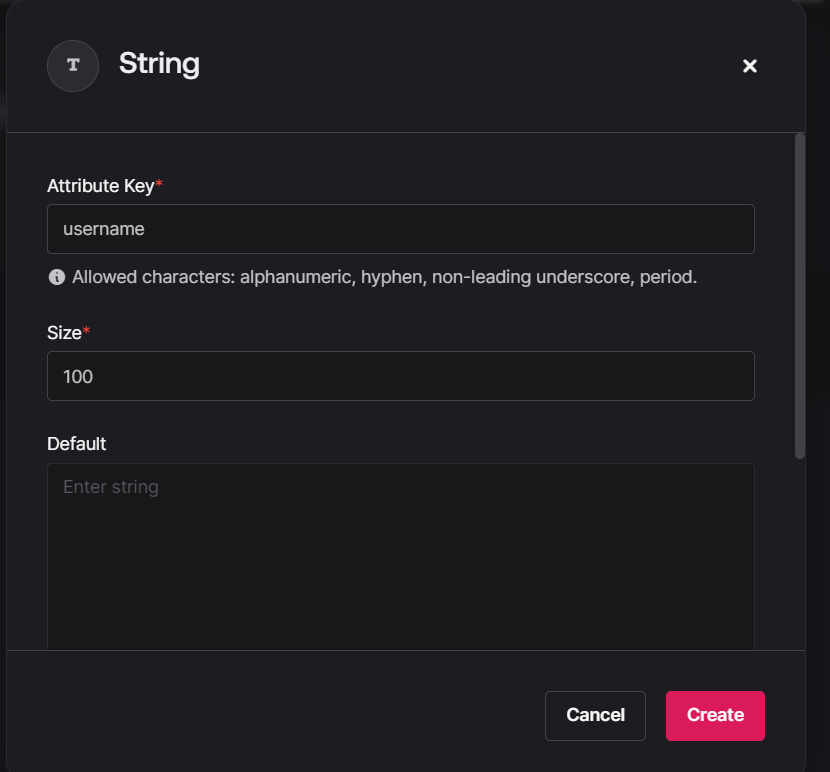 T
String
Attribute Key*
username
Allowed characters: alphanumeric, hyphen, non-leading underscore, period.
Size*
100
Default
Enter string
Cancel
Create